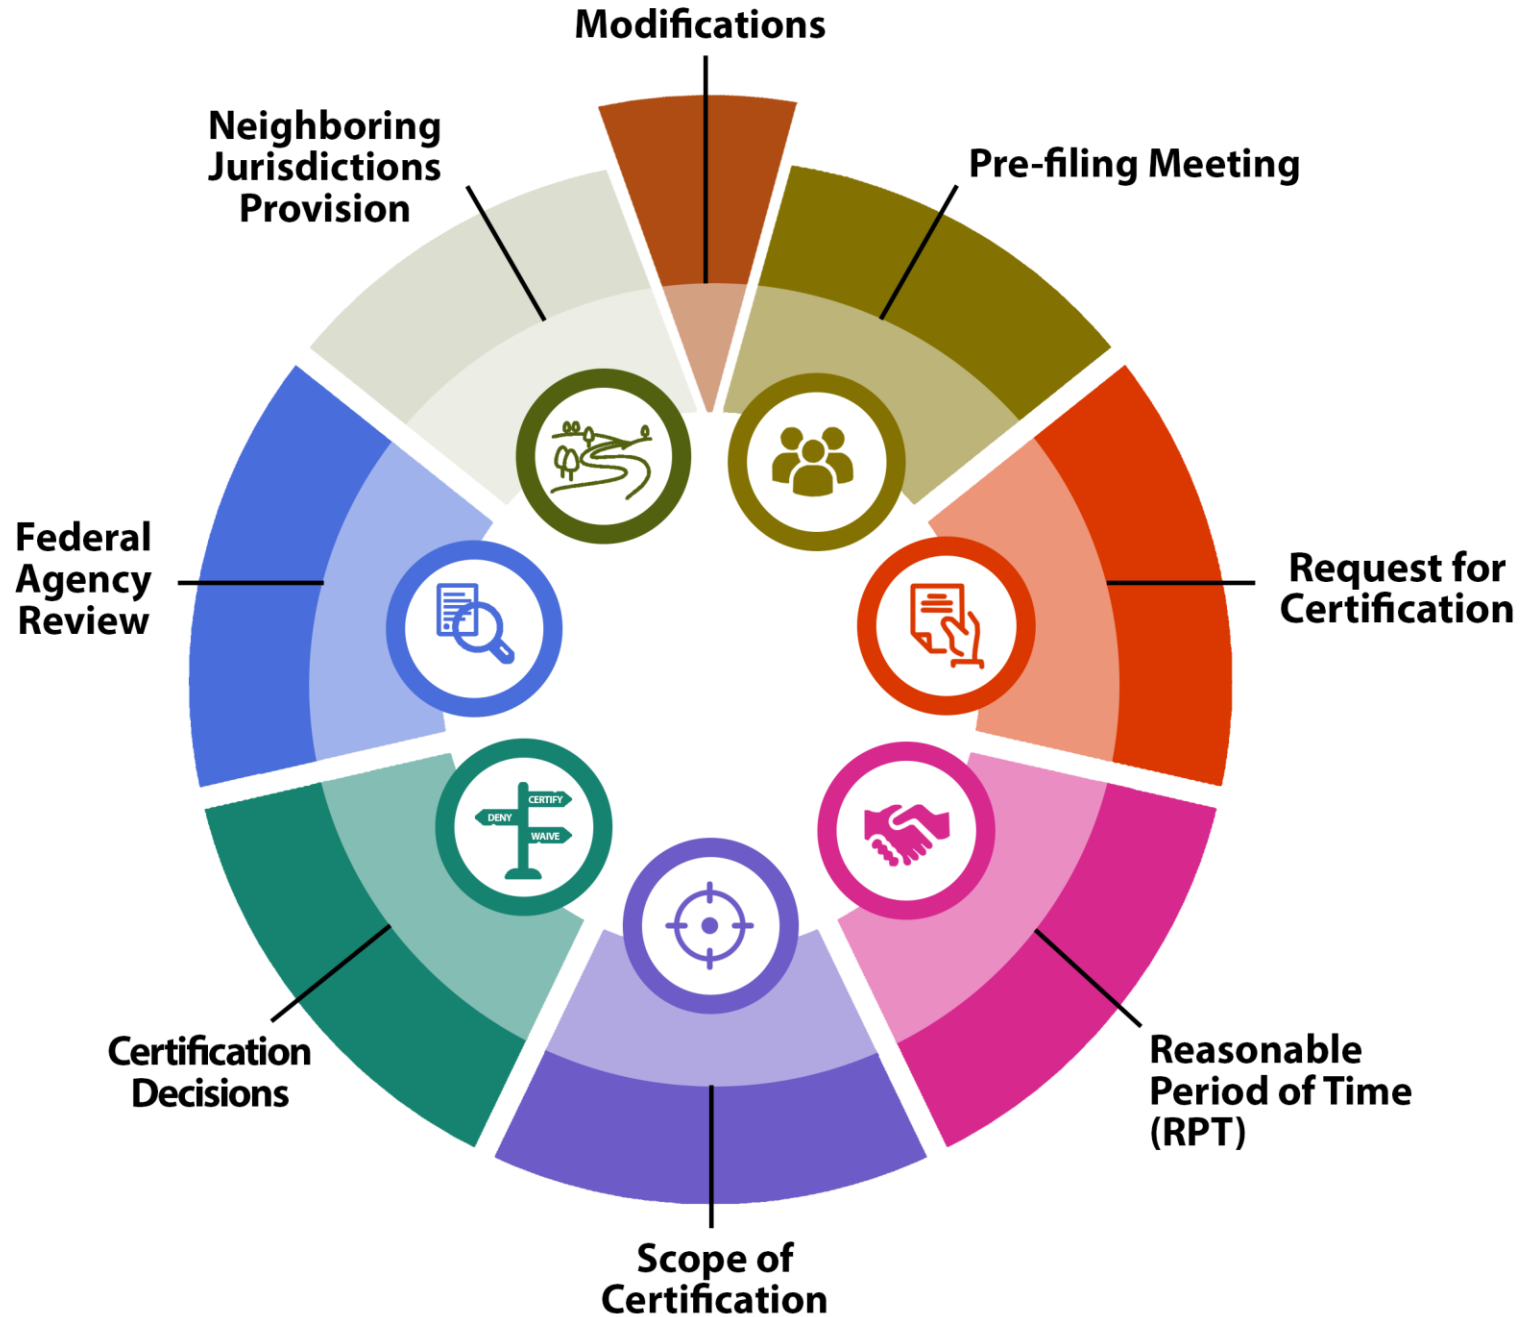 Modifications
Neighboring
Jurisdictions
Provision
Pre-filing Meeting
Federal
Agency
Review
Request for
Certification
CERTIFY
DENY
WAIVE
Certification
Decisions
Reasonable
Period of Time
(RPT)
Scope of
Certification